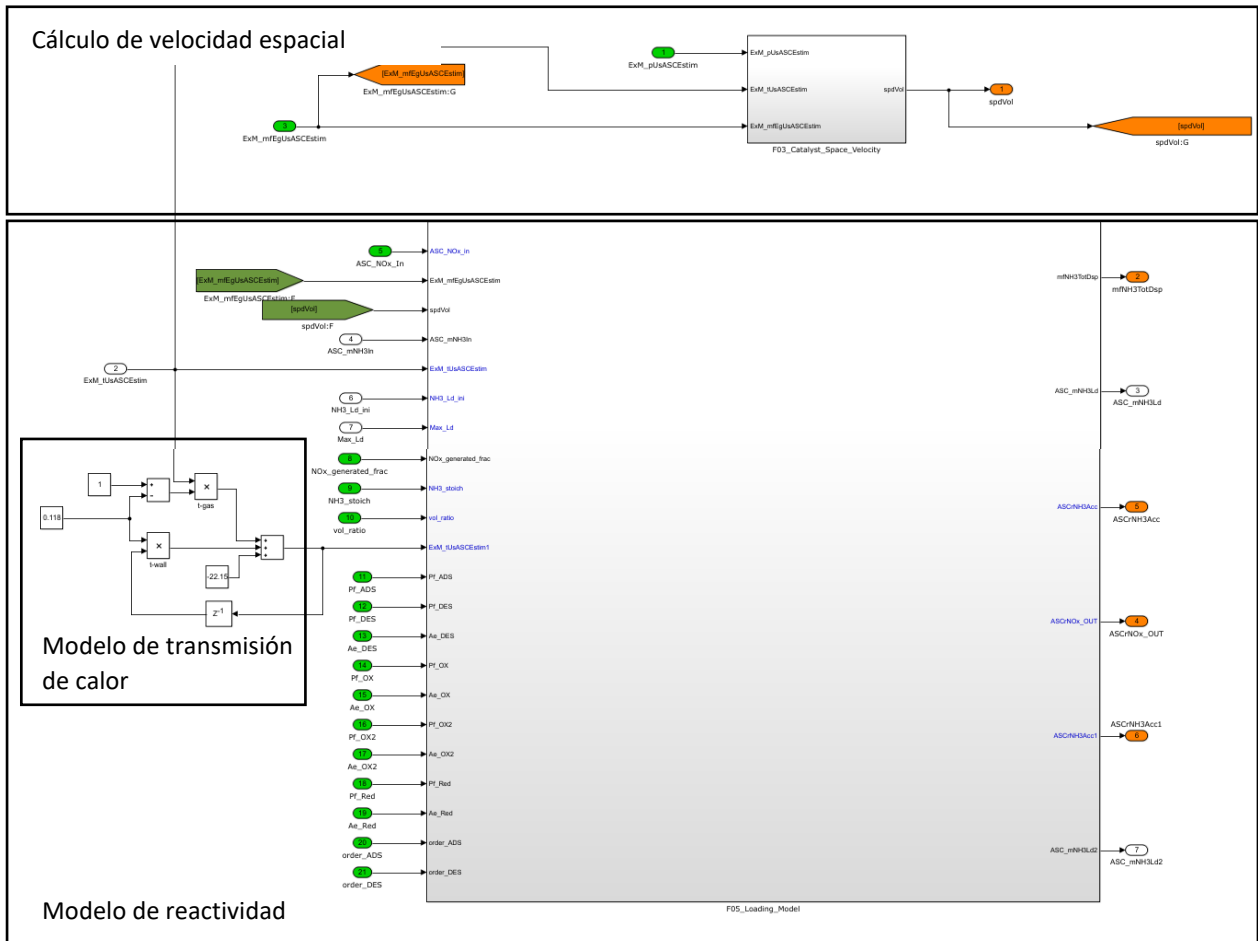 Cálculo de velocidad espacial
[ExM_mfEgUsASCEstim]
ExM_mfEgUsASCEstim:G
3
ExM_mfEgUsASCEstim
1
ExM_pUsASCEstim
ExM_pUsASCEstim
ExM_tUsASCEstim
ExM_mfEgUsASCEstim
spdVol
F03_Catalyst_Space_Velocity
1
spdVol
[spdVol]
spdVol:G
5
ASC_NOx_In
[ExM_mfEgUsASCEstim]
ExM_mfEgUsASCEstim:F
[spdVol]
spdVol:F
4
ASC_mNH3In
2
ExM_tUsASCEstim
6
NH3_Ld_ini
7
Max_Ld
8
NOx_generated_frac
9
NH3_stoich
10
vol_ratio
11
Pf_ADS
12
Pf_DES
13
Ae_DES
14
Pf_OX
15
Ae_OX
16
Pf_OX2
17
Ae_OX2
18
Pf_Red
19
Ae_Red
20
order_ADS
21
order_DES
ASC_NOx_in
ExM_mfEgUsASCEstim
spdVol
ASC_mNH3In
ExM_tUsASCEstim
NH3_Ld_ini
Max_Ld
NOx_generated_frac
NH3_stoich
vol_ratio
ExM_tUsASCEstim1
Pf_ADS
Pf_DES
Ae_DES
Pf_OX
Ae_OX
Pf_OX2
Ae_OX2
Pf_Red
Ae_Red
order_ADS
order_DES
mfNH3TotDsp
ASC_mNH3Ld
ASCrNH3Acc
ASCrNOx_OUT
ASCrNH3Acc1
ASC_mNH3Ld2
F05_Loading_Model
2
mfNH3TotDsp
3
ASC_mNH3Ld
5
ASCrNH3Acc
4
ASCrNOx_OUT
ASCrNH3Acc1
6
7
ASC_mNH3Ld2
1
+
−
×
t-gas
0.118
×
t-wall
+
+
+
-22.15
Z-1
Modelo de transmisión
de calor
Modelo de reactividad